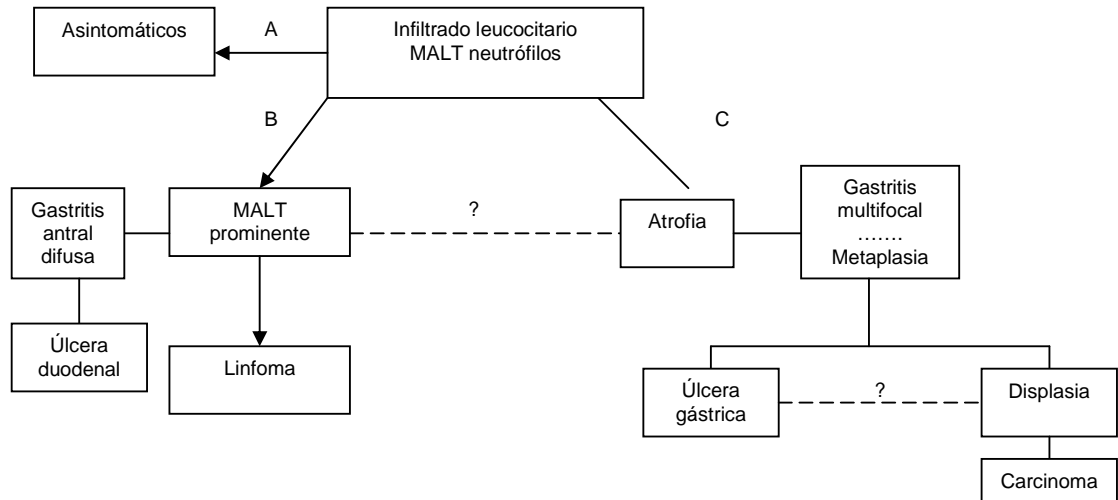 Asintomáticos
A
Infiltrado leucocitario
MALT neutrófilos
B
C
Gastritis
antral
difusa
MALT
prominente
?
Atrofia
Gastritis
multifocal
…….
Metaplasia
Úlcera
duodenal
Linfoma
Úlcera
gástrica
?
Displasia
Carcinoma